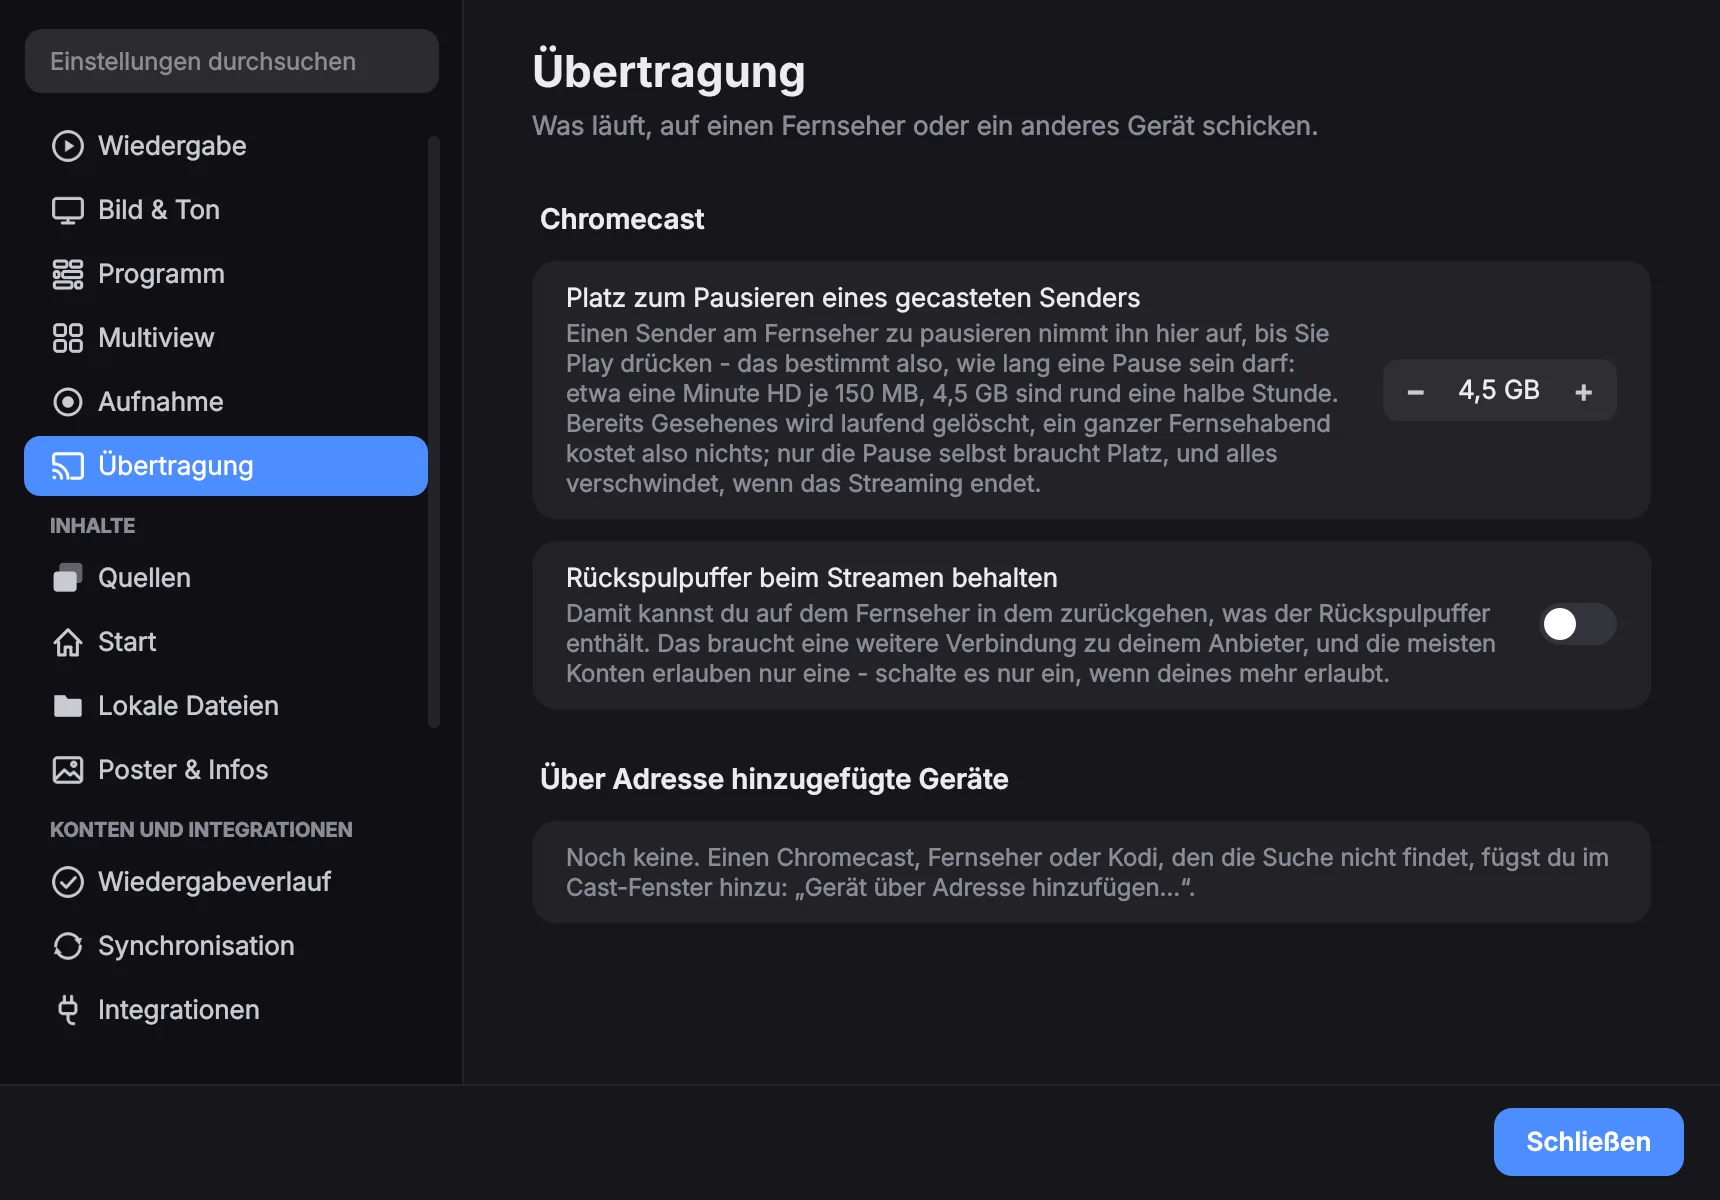 Einstellungen durchsuchen
Wiedergabe
Bild & Ton
Programm
Multiview
Aufnahme
Übertragung
INHALTE
Quellen
Start
Lokale Dateien
Poster & Infos
KONTEN UND INTEGRATIONEN
Wiedergabeverlauf
Synchronisation
Integrationen
Übertragung
Was läuft, auf einen Fernseher oder ein anderes Gerät schicken.
Chromecast
Platz zum Pausieren eines gecasteten Senders
Einen Sender am Fernseher zu pausieren nimmt ihn hier auf, bis Sie
Play drücken - das bestimmt also, wie lang eine Pause sein darf:
etwa eine Minute HD je 150 MB, 4,5 GB sind rund eine halbe Stunde.
Bereits Gesehenes wird laufend gelöscht, ein ganzer Fernsehabend
kostet also nichts; nur die Pause selbst braucht Platz, und alles
verschwindet, wenn das Streaming endet.
− 4,5 GB +
Rückspulpuffer beim Streamen behalten
Damit kannst du auf dem Fernseher in dem zurückgehen, was der Rückspulpuffer
enthält. Das braucht eine weitere Verbindung zu deinem Anbieter, und die meisten
Konten erlauben nur eine - schalte es nur ein, wenn deines mehr erlaubt.
Über Adresse hinzugefügte Geräte
Noch keine. Einen Chromecast, Fernseher oder Kodi, den die Suche nicht findet, fügst du im
Cast-Fenster hinzu: „Gerät über Adresse hinzufügen…“.
Schließen